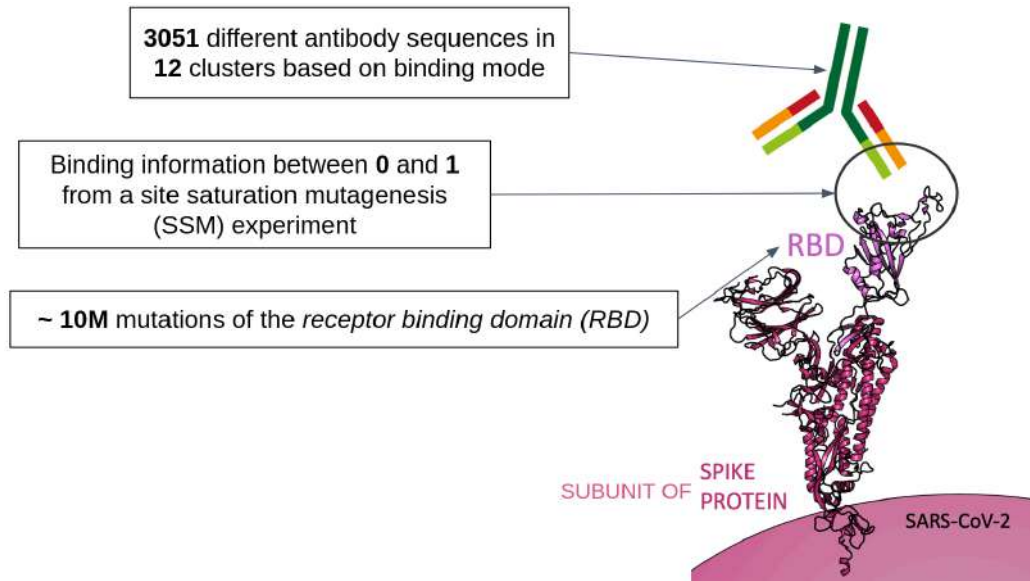 3051 different antibody sequences in
12 clusters based on binding mode
Binding information between 0 and 1
from a site saturation mutagenesis
(SSM) experiment
RBD
~ 10M mutations of the receptor binding domain (RBD)
SUBUNIT OF SPIKE
PROTEIN
SARS-CoV-2